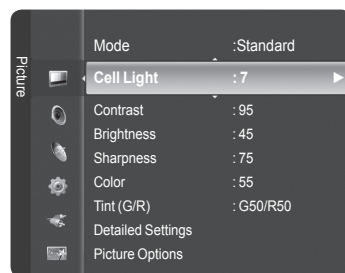 Picture
Mode :Standard
Cell Light : 7
Contrast : 95
Brightness : 45
Sharpness : 75
Color : 55
Tint (G/R) : G50/R50
Detailed Settings
Picture Options